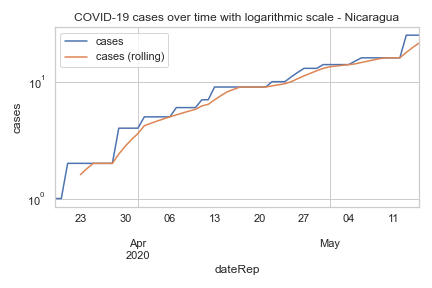 COVID-19 cases over time with logarithmic scale - Nicaragua
cases
cases (rolling)
cases
10¹
10⁰
23 30 06 13 20 27 04 11
Apr May
2020
dateRep